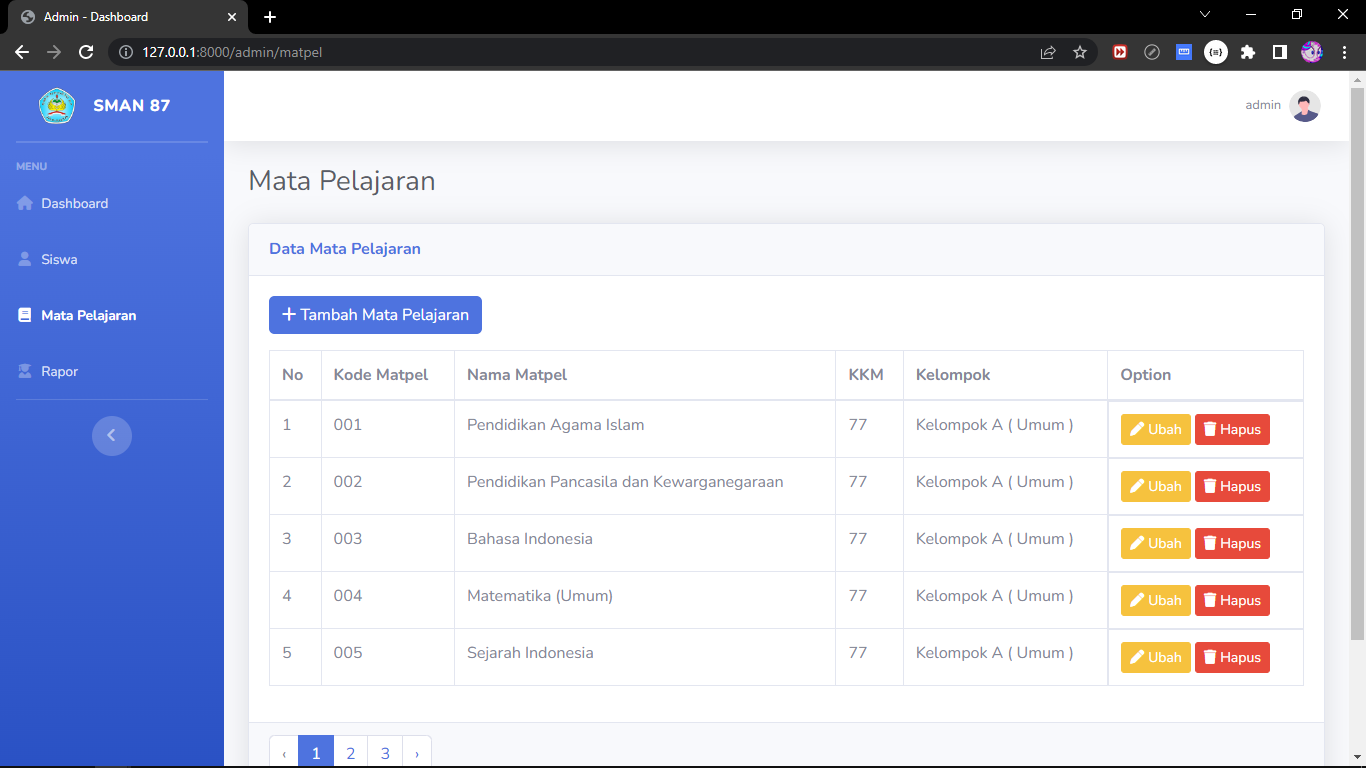 Admin - Dashboard
127.0.0.1:8000/admin/matpel
SMAN 87
admin
MENU
Dashboard
Siswa
Mata Pelajaran
Rapor
Mata Pelajaran
Data Mata Pelajaran
Tambah Mata Pelajaran
No Kode Matpel Nama Matpel KKM Kelompok Option
1 001 Pendidikan Agama Islam 77 Kelompok A ( Umum ) Ubah Hapus
2 002 Pendidikan Pancasila dan Kewarganegaraan 77 Kelompok A ( Umum ) Ubah Hapus
3 003 Bahasa Indonesia 77 Kelompok A ( Umum ) Ubah Hapus
4 004 Matematika (Umum) 77 Kelompok A ( Umum ) Ubah Hapus
5 005 Sejarah Indonesia 77 Kelompok A ( Umum ) Ubah Hapus
‹ 1 2 3 ›